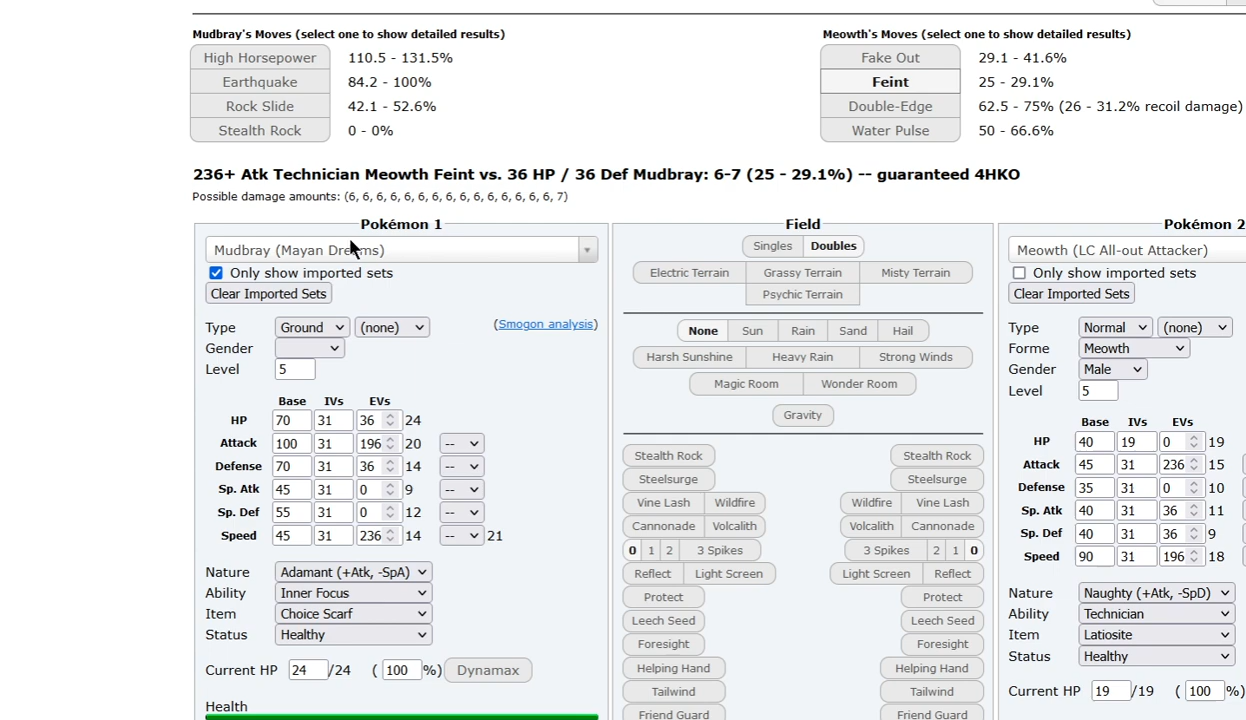 Mudbray's Moves (select one to show detailed results)
High Horsepower 110.5 - 131.5%
Earthquake 84.2 - 100%
Rock Slide 42.1 - 52.6%
Stealth Rock 0 - 0%
Meowth's Moves (select one to show detailed results)
Fake Out 29.1 - 41.6%
Feint 25 - 29.1%
Double-Edge 62.5 - 75% (26 - 31.2% recoil damage)
Water Pulse 50 - 66.6%
236+ Atk Technician Meowth Feint vs. 36 HP / 36 Def Mudbray: 6-7 (25 - 29.1%) -- guaranteed 4HKO
Possible damage amounts: (6, 6, 6, 6, 6, 6, 6, 6, 6, 6, 6, 6, 6, 6, 6, 7)
Pokémon 1
Mudbray (Mayan Dreams)
Only show imported sets
Clear Imported Sets
(Smogon analysis)
Type Ground (none)
Gender
Level 5
Base IVs EVs
HP 70 31 36 24
Attack 100 31 196 20 --
Defense 70 31 36 14 --
Sp. Atk 45 31 0 9 --
Sp. Def 55 31 0 12 --
Speed 45 31 236 14 -- 21
Nature Adamant (+Atk, -SpA)
Ability Inner Focus
Item Choice Scarf
Status Healthy
Current HP 24 /24 ( 100 %) Dynamax
Health
Field
Singles Doubles
Electric Terrain Grassy Terrain Misty Terrain
Psychic Terrain
None Sun Rain Sand Hail
Harsh Sunshine Heavy Rain Strong Winds
Magic Room Wonder Room
Gravity
Stealth Rock Stealth Rock
Steelsurge Steelsurge
Vine Lash Wildfire Wildfire Vine Lash
Cannonade Volcalith Volcalith Cannonade
0 1 2 3 Spikes 3 Spikes 2 1 0
Reflect Light Screen Light Screen Reflect
Protect Protect
Leech Seed Leech Seed
Foresight Foresight
Helping Hand Helping Hand
Tailwind Tailwind
Friend Guard Friend Guard
Pokémon 2
Meowth (LC All-out Attacker)
Only show imported sets
Clear Imported Sets
Type Normal (none)
Forme Meowth
Gender Male
Level 5
Base IVs EVs
HP 40 19 0 19
Attack 45 31 236 15
Defense 35 31 0 10
Sp. Atk 40 31 36 11
Sp. Def 40 31 36 9
Speed 90 31 196 18
Nature Naughty (+Atk, -SpD)
Ability Technician
Item Latiosite
Status Healthy
Current HP 19 /19 ( 100 %)